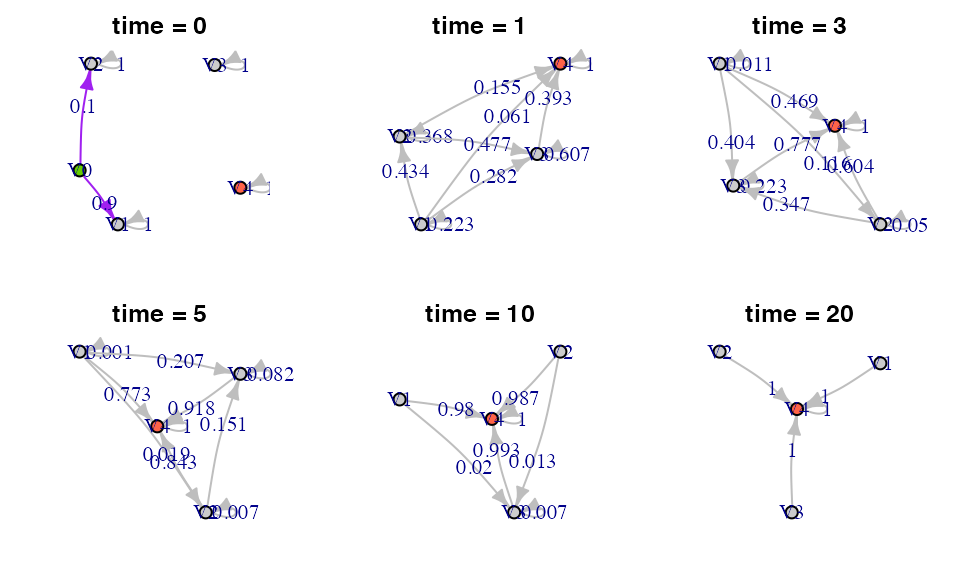 time = 0
V2 1
V3 1
0.1
V0
V4 1
0.9
V1 1
time = 1
V4 1
0.155
0.393
0.061
V2 0.368
0.477
V3 0.607
0.434
0.282
V1 0.223
time = 3
V1 0.011
0.469
V4 1
0.404
0.777
0.116
0.604
V3 0.223
0.347
V2 0.05
time = 5
V1 0.001
0.207
V3 0.082
0.773
0.918
V4 1
0.151
0.019
0.843
V2 0.007
time = 10
V2
V1
0.987
0.98
V4 1
0.993
0.013
0.02
V3 0.007
time = 20
V2
V1
1
1
V4 1
1
V3